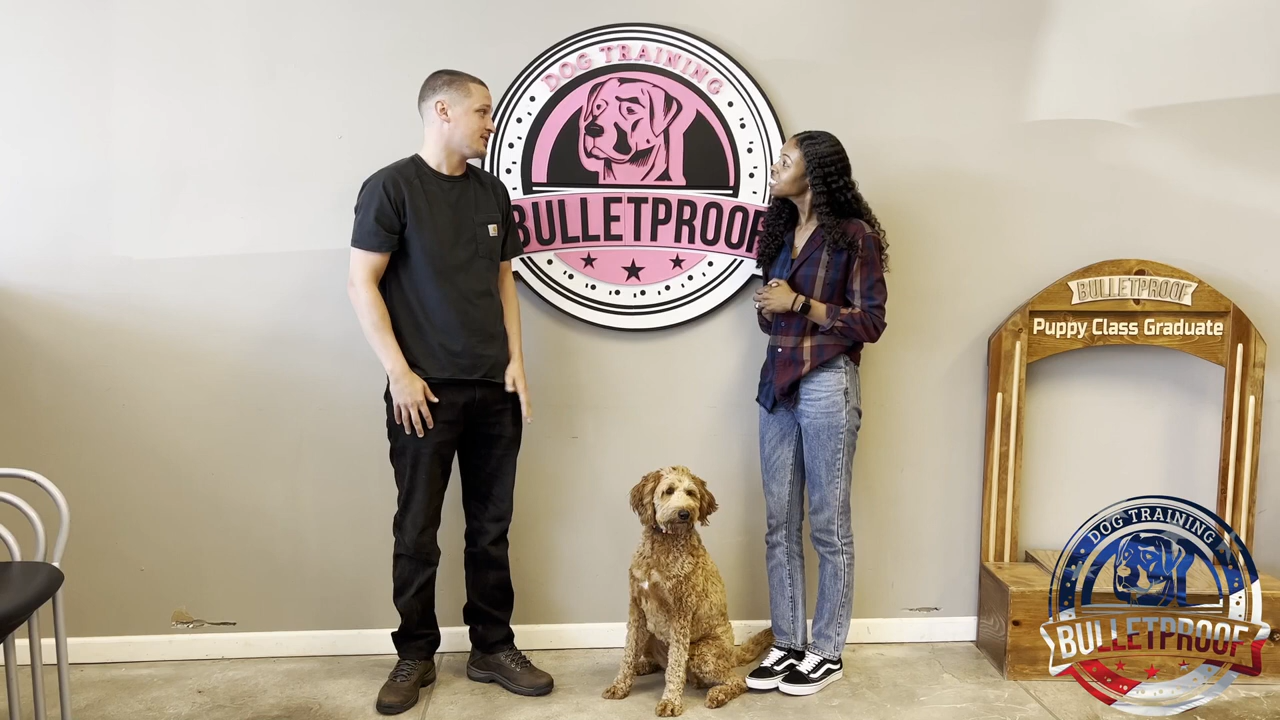 DOG TRAINING
BULLETPROOF
BULLETPROOF
Puppy Class Graduate
DOG TRAINING
BULLETPROOF